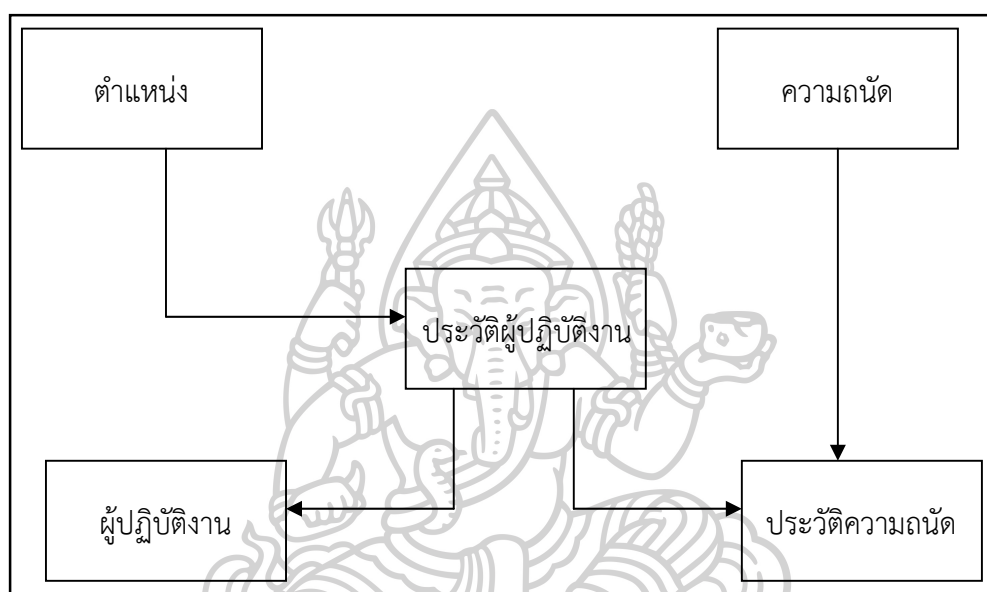 ตำแหน่ง
ความถนัด
ประวัติผู้ปฏิบัติงาน
ผู้ปฏิบัติงาน
ประวัติความถนัด